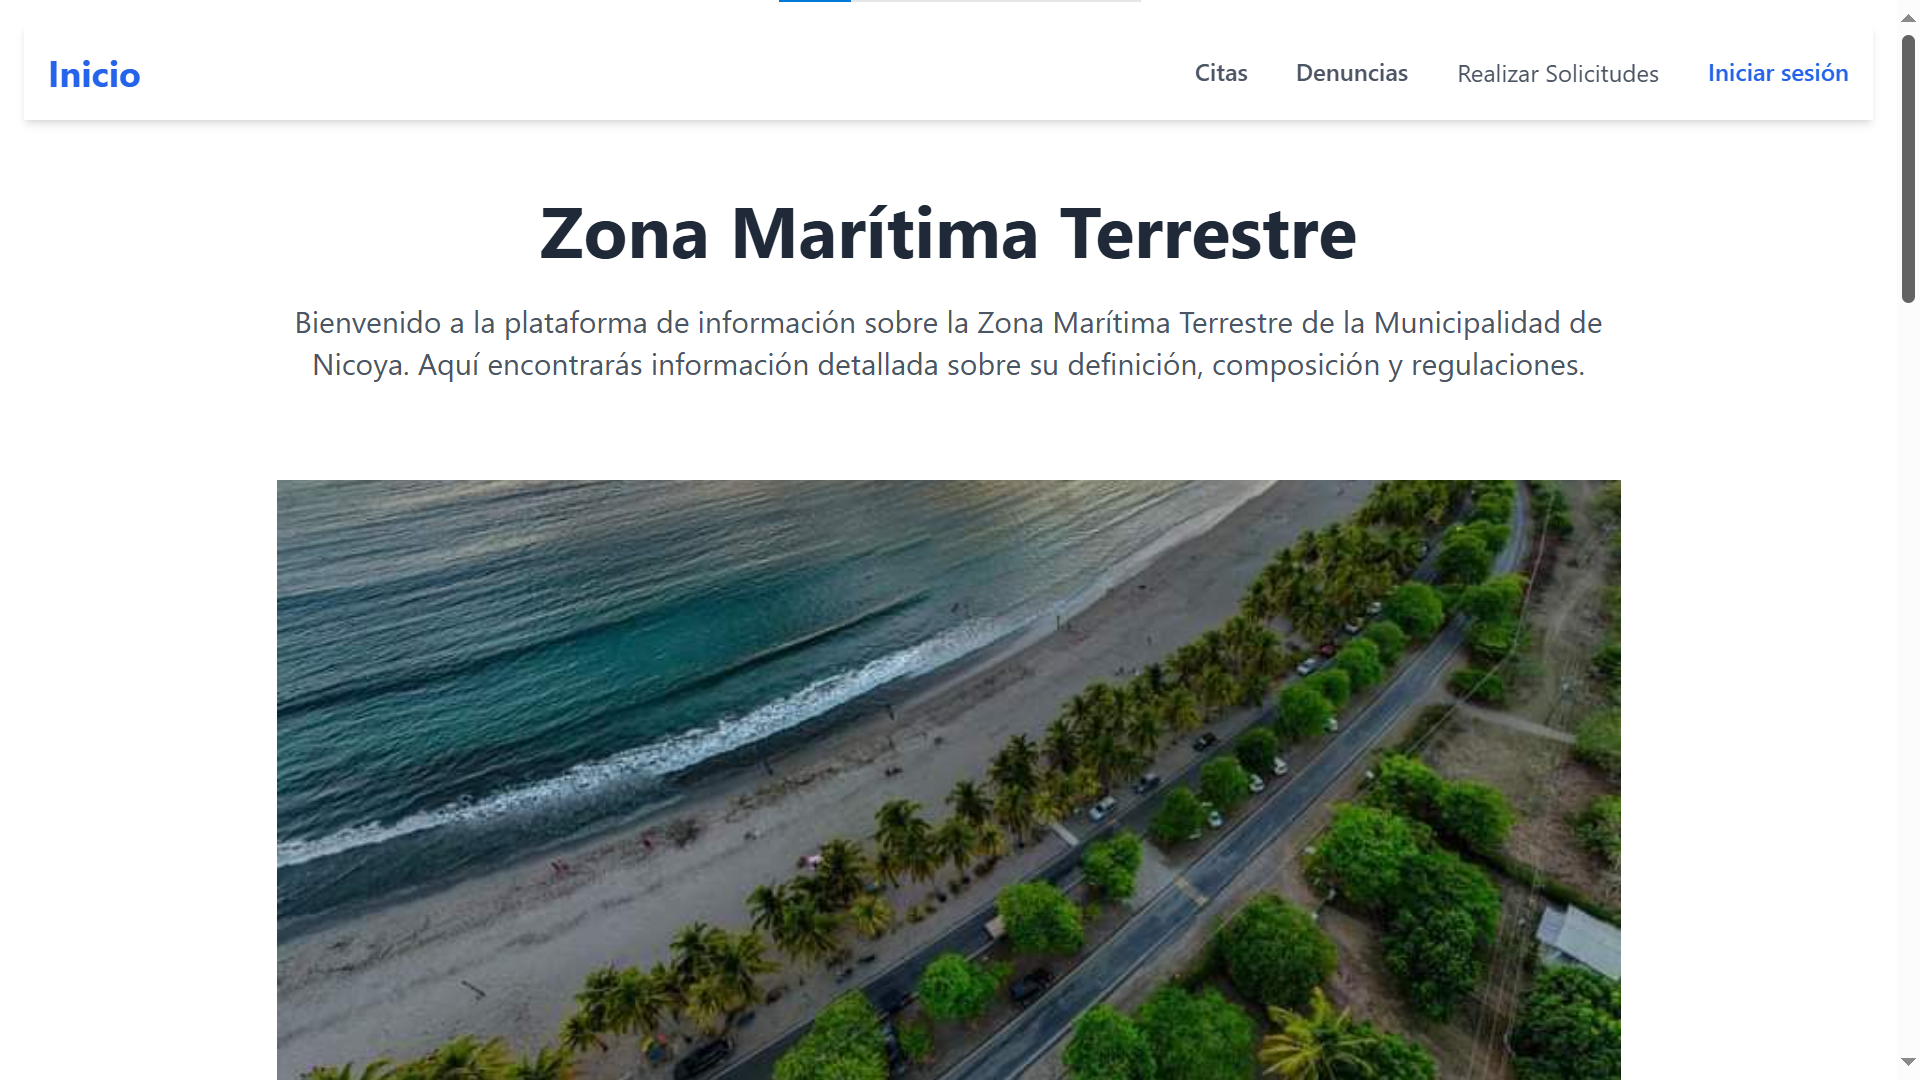 Inicio
Citas
Denuncias
Realizar Solicitudes
Iniciar sesión
Zona Marítima Terrestre
Bienvenido a la plataforma de información sobre la Zona Marítima Terrestre de la Municipalidad de
Nicoya. Aquí encontrarás información detallada sobre su definición, composición y regulaciones.